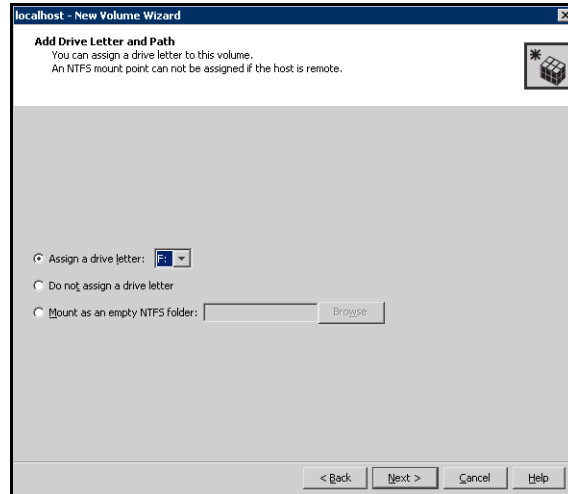 localhost - New Volume Wizard
Add Drive Letter and Path
You can assign a drive letter to this volume.
An NTFS mount point can not be assigned if the host is remote.
Assign a drive letter: F:
Do not assign a drive letter
Mount as an empty NTFS folder: Browse
< Back Next > Cancel Help